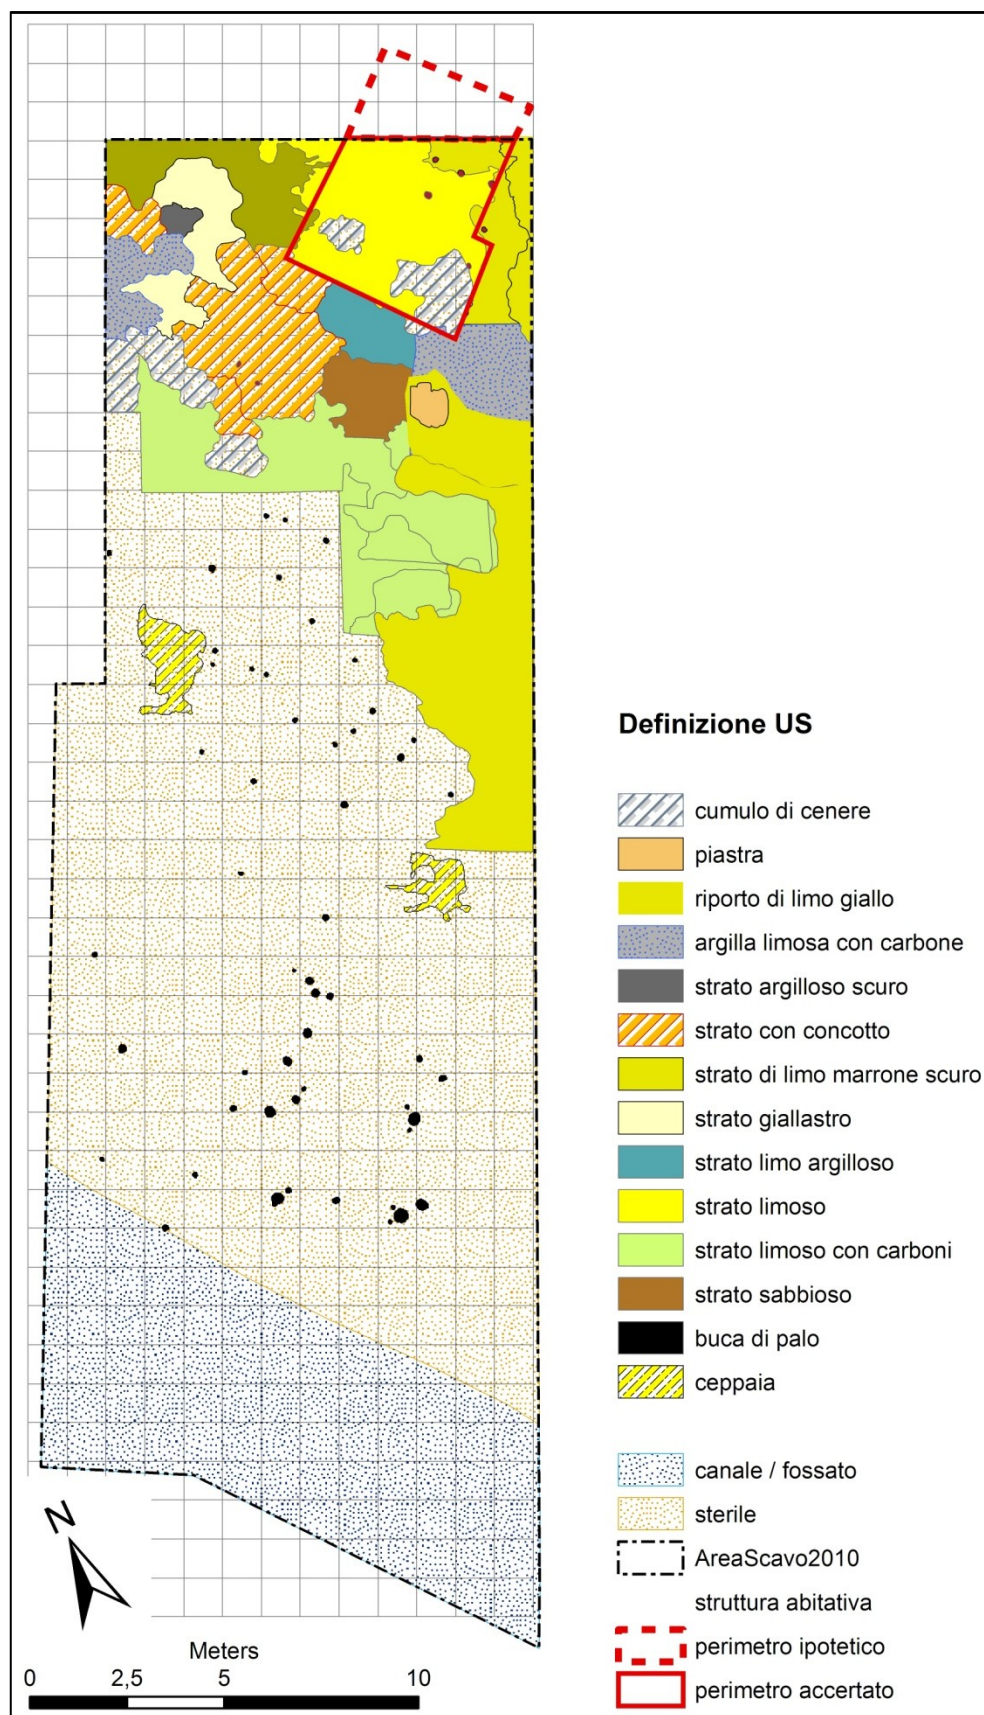 Definizione US
cumulo di cenere
piastra
riporto di limo giallo
argilla limosa con carbone
strato argilloso scuro
strato con concotto
strato di limo marrone scuro
strato giallastro
strato limo argilloso
strato limoso
strato limoso con carboni
strato sabbioso
buca di palo
ceppaia
canale / fossato
sterile
AreaScavo2010
struttura abitativa
perimetro ipotetico
perimetro accertato
N
Meters
0 2,5 5 10